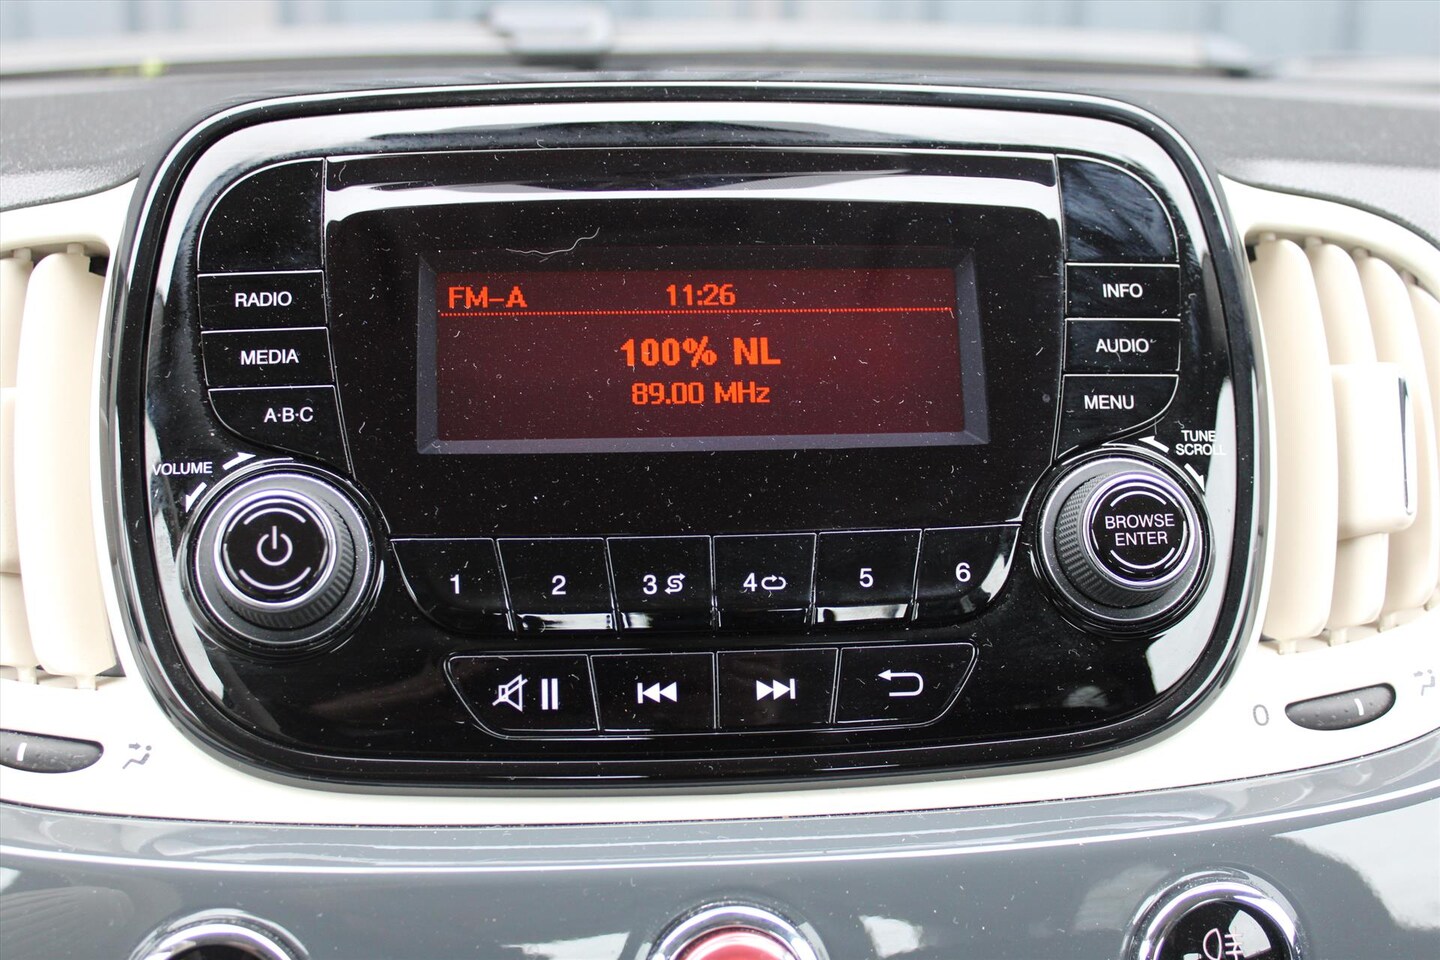 FM-A 11:26
100% NL
89.00 MHz
RADIO
MEDIA
A·B·C
INFO
AUDIO
MENU
VOLUME
TUNE
SCROLL
BROWSE
ENTER
1 2 3 4 5 6
0